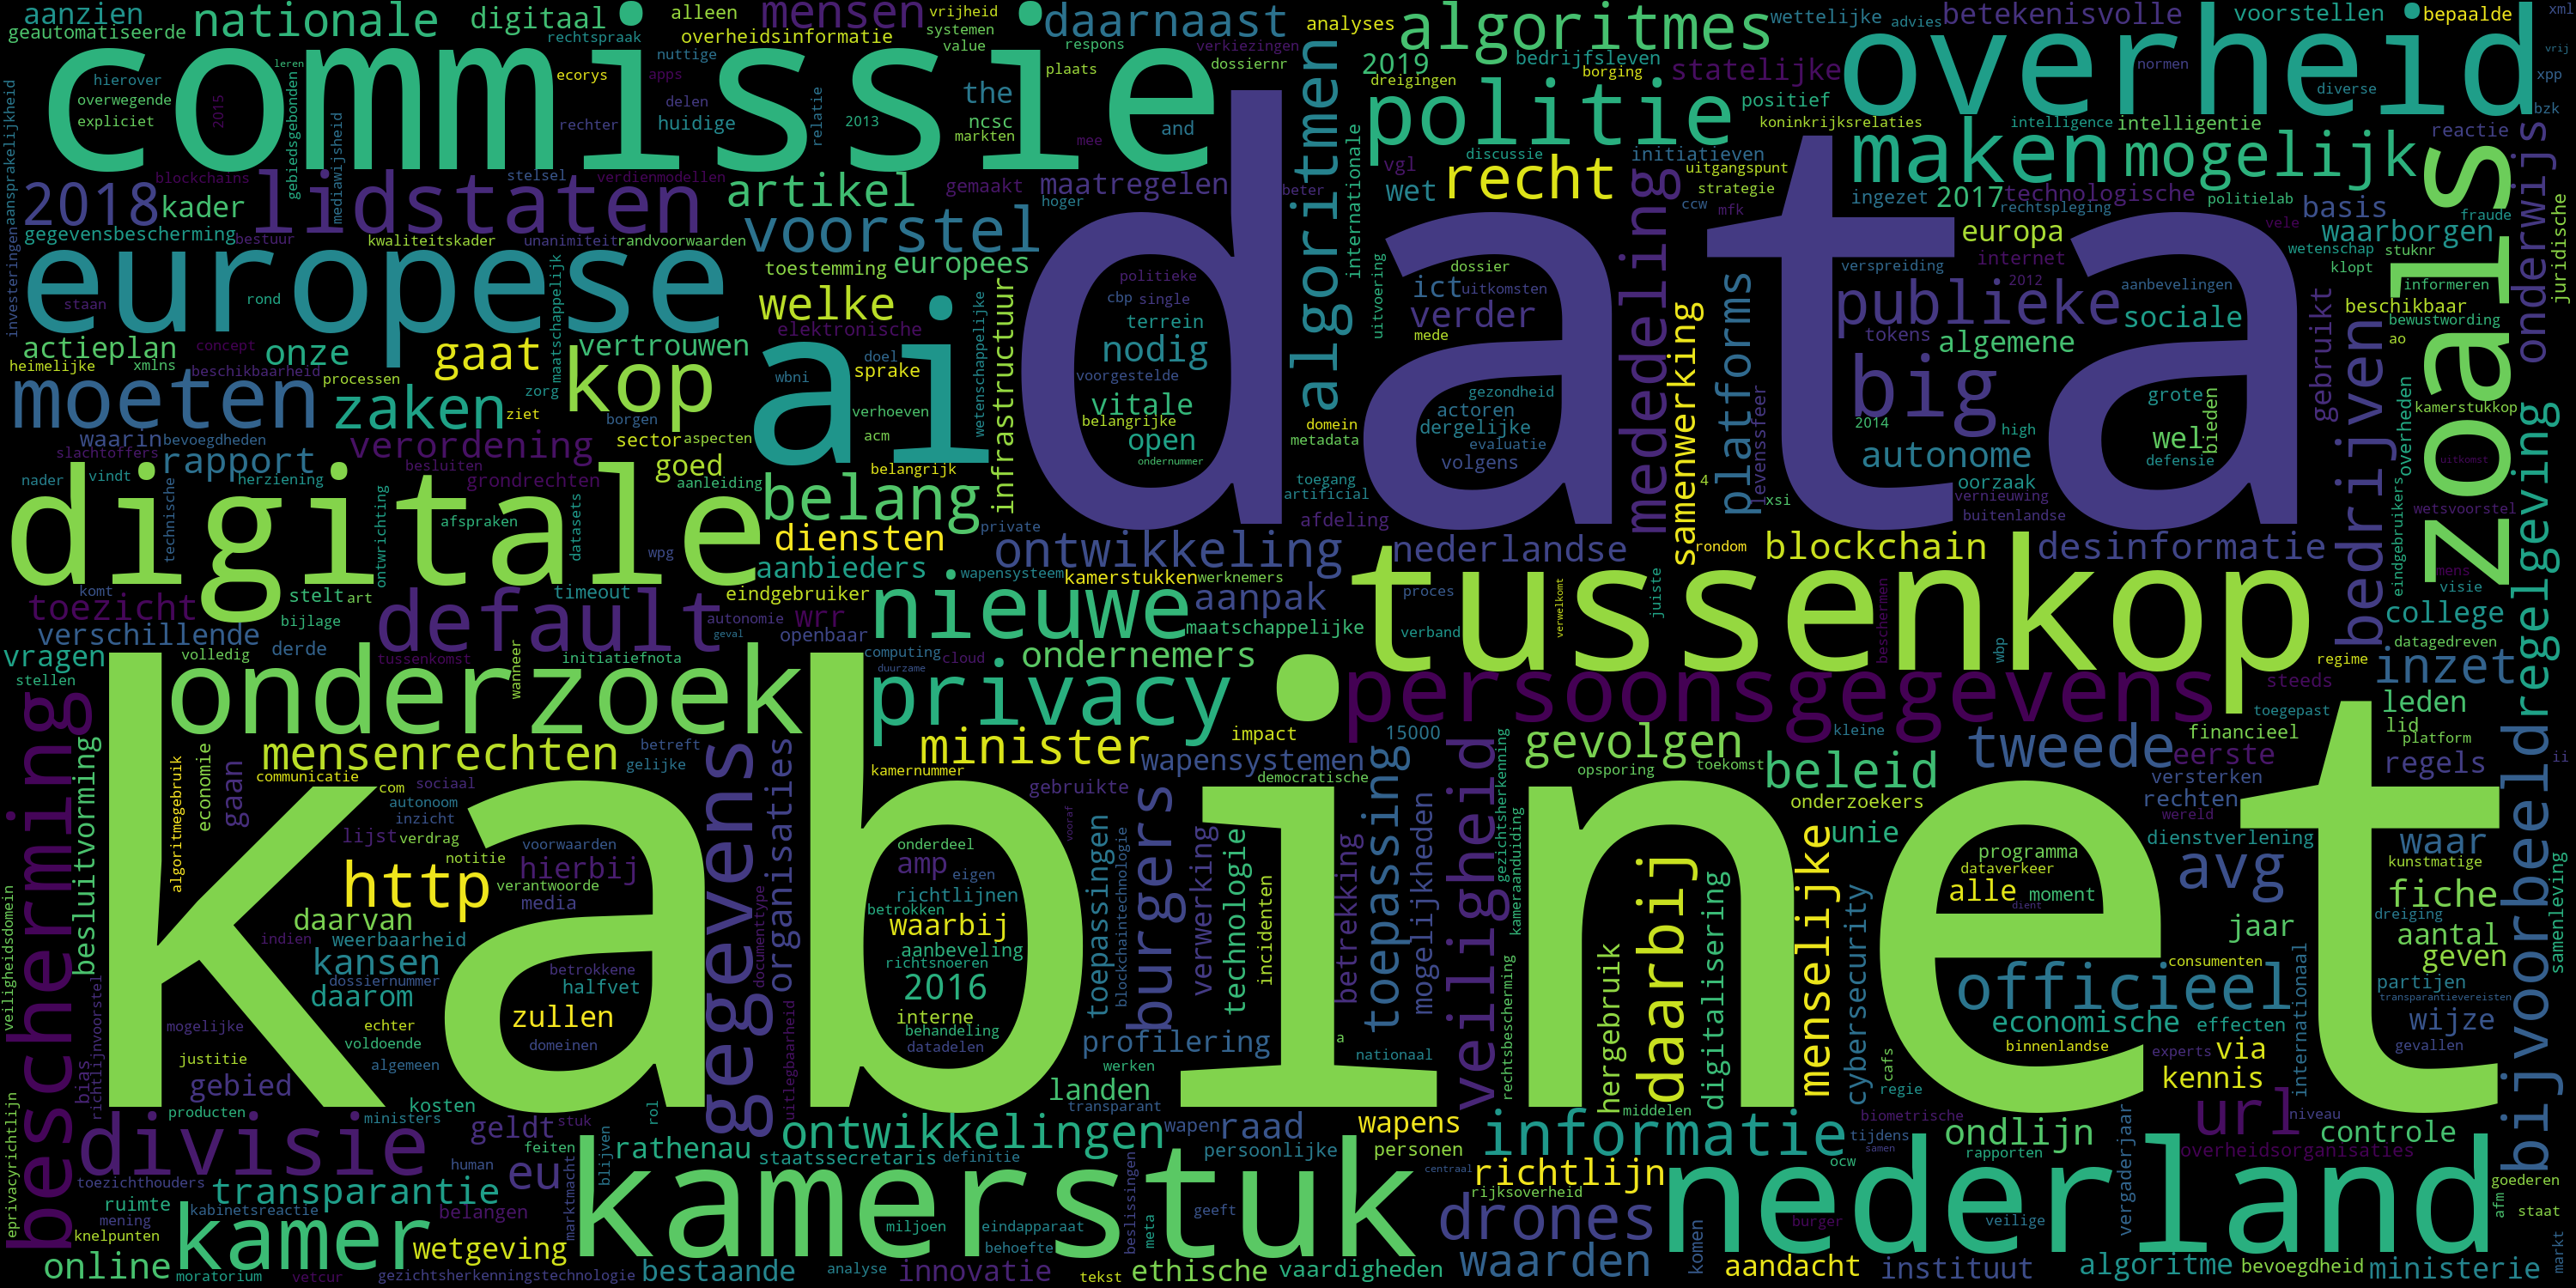 aanzien
nationale
digitaal
alleen
mensen
vrijheid
daarnaast
analyses
algoritmes
wettelijke
advies
betekenisvolle
voorstellen
bepaalde
xml
geautomatiseerde
rechtspraak
overheidsinformatie
systemen
value
nuttige
respons
verkiezingen
dossiernr
2019
bedrijfsleven
borging
dreigingen
statelijke
overheid
normen
vrij
xpp
diverse
bzk
commissie
hierover
leren
ecorys
apps
plaats
overwegende
expliciet
2015
delen
rechter
huidige
relatie
2013
the
ncsc
markten
and
mee
politie
positief
koninkrijksrelaties
intelligence
intelligentie
reactie
algoritmen
internationale
vgl
discussie
recht
initiatieven
uitgangspunt
strategie
maken
mogelijk
zoals
onderwijs
juridische
investeringenaansprakelijkheid
gebiedsgebonden
mediawijsheid
blockchains
stelsel
verdienmodellen
2018
kader
lidstaten
artikel
gemaakt
maatregelen
beter
hoger
wet
ccw
mfk
ingezet
2017
technologische
politielab
rechtspleging
basis
fraude
gegevensbescherming
bestuur
kwaliteitskader
unanimiteit
randvoorwaarden
voorstel
europa
vele
waarborgen
wetenschap
stuknr
europese
staan
rond
maatschappelijk
toestemming
europees
welke
data
politieke
cbp
single
terrein
nodig
voorgestelde
vitale
belangrijke
open
ondernummer
uitvoering
dossier
ict
uitkomsten
verder
mede
mededeling
samenwerking
platforms
verspreiding
internet
2012
aanbevelingen
publieke
tokens
sociale
algemene
klopt
informeren
beschikbaar
bewustwording
ao
gebruikt
bedrijven
actieplan
concept
onze
gaat
vertrouwen
elektronische
ai
doel
wbni
sprake
wetenschappelijke
infrastructuur
heimelijke
xmlns
beschikbaarheid
processen
zorg
kop
moeten
zaken
ziet
borgen
verhoeven
acm
gezondheid
actoren
dergelijke
domein
metadata
evaluatie
volgens
big
grote
2014
high
wel
bieden
autonome
defensie
kamerstukkop
eindgebruikers
overheden
uitkomst
waarin
bevoegdheden
verordening
sector
aspecten
slachtoffers
vindt
rapport
besluiten
goed
belangrijk
belang
nader
herziening
grondrechten
aanleiding
toegang
artificial
4
levenssfeer
xsi
oorzaak
vernieuwing
buitenlandse
wetsvoorstel
regelgeving
digitale
technische
ontwrichting
afspraken
datasets
wpg
private
diensten
afdeling
ontwikkeling
nederlandse
rondom
blockchain
desinformatie
komt
stelt
art
timeout
aanbieders
wapensysteem
kamerstukken
werknemers
proces
juiste
tussenkop
mens
visie
toezicht
bijlage
default
eindgebruiker
autonomie
wrr
nieuwe
aanpak
college
verschillende
derde
geval
openbaar
maatschappelijke
verband
verwelkomt
beschermen
wbp
datagedreven
vragen
volledig
tussenkomst
initiatiefnota
computing
cloud
duurzame
ondernemers
regime
inzet
stellen
onderzoek
wanneer
privacy
persoonsgegevens
steeds
leden
bescherming
besluitvorming
mensenrechten
betreft
gelijke
organisaties
minister
impact
15000
kleine
gevolgen
toegepast
financieel
lid
platform
algoritmegebruik
economie
gaan
communicatie
com
sociaal
gegevens
kamernummer
wapensystemen
democratische
toepassing
opsporing
toekomst
beleid
tweede
eerste
versterken
regels
ii
bijvoorbeeld
kabinet
autonoom
inzicht
lijst
verdrag
voorwaarden
notitie
onderdeel
amp
eigen
gebruikte
vooraf
burgers
toepassingen
blockchaintechnologie
verwerking
technologie
incidenten
betrekking
mogelijkheden
veiligheid
gezichtsherkenning
kameraanduiding
onderzoekers
unie
rechten
wereld
dienstverlening
waar
programma
dataverkeer
alle
moment
dient
avg
kunstmatige
http
hierbij
verantwoorde
media
richtlijnen
betrokken
waarbij
fiche
daarvan
documenttype
aanbeveling
daarbij
menselijke
cybersecurity
jaar
dreiging
samenleving
veiligheidsdomein
indien
weerbaarheid
kansen
betrokkene
richtsnoeren
consumenten
aantal
geven
dossiernummer
halfvet
2016
officieel
internationaal
partijen
transparantievereisten
daarom
zullen
interne
economische
effecten
wijze
mogelijke
echter
voldoende
behandeling
datadelen
hergebruik
digitalisering
rechtsbescherming
binnenlandse
experts
via
gevallen
justitie
algemeen
domeinen
profilering
a
nationaal
cafs
kennis
bias
richtlijnvoorstel
gebied
uitlegbaarheid
werken
landen
regie
eprivacyrichtlijn
producten
ministers
kosten
rol
transparant
middelen
biometrische
url
niveau
divisie
geldt
stuk
feiten
ontwikkelingen
wapen
raad
wapens
informatie
tijdens
ondlijn
controle
human
blijven
rathenau
staatssecretaris
definitie
persoonlijke
personen
samen
rapporten
ocw
overheidsorganisaties
toezichthouders
eu
centraal
richtlijn
vergaderjaar
ruimte
transparantie
kamerstuk
beslissingen
rijksoverheid
nederland
goederen
mening
kabinetsreactie
belangen
marktmacht
miljoen
eindapparaat
meta
geeft
drones
burger
veilige
afm
staat
knelpunten
kamer
wetgeving
behoefte
komen
markt
online
moratorium
vetcur
gezichtsherkenningstechnologie
bestaande
analyse
innovatie
tekst
ethische
vaardigheden
waarden
aandacht
instituut
algoritme
bevoegdheid
ministerie